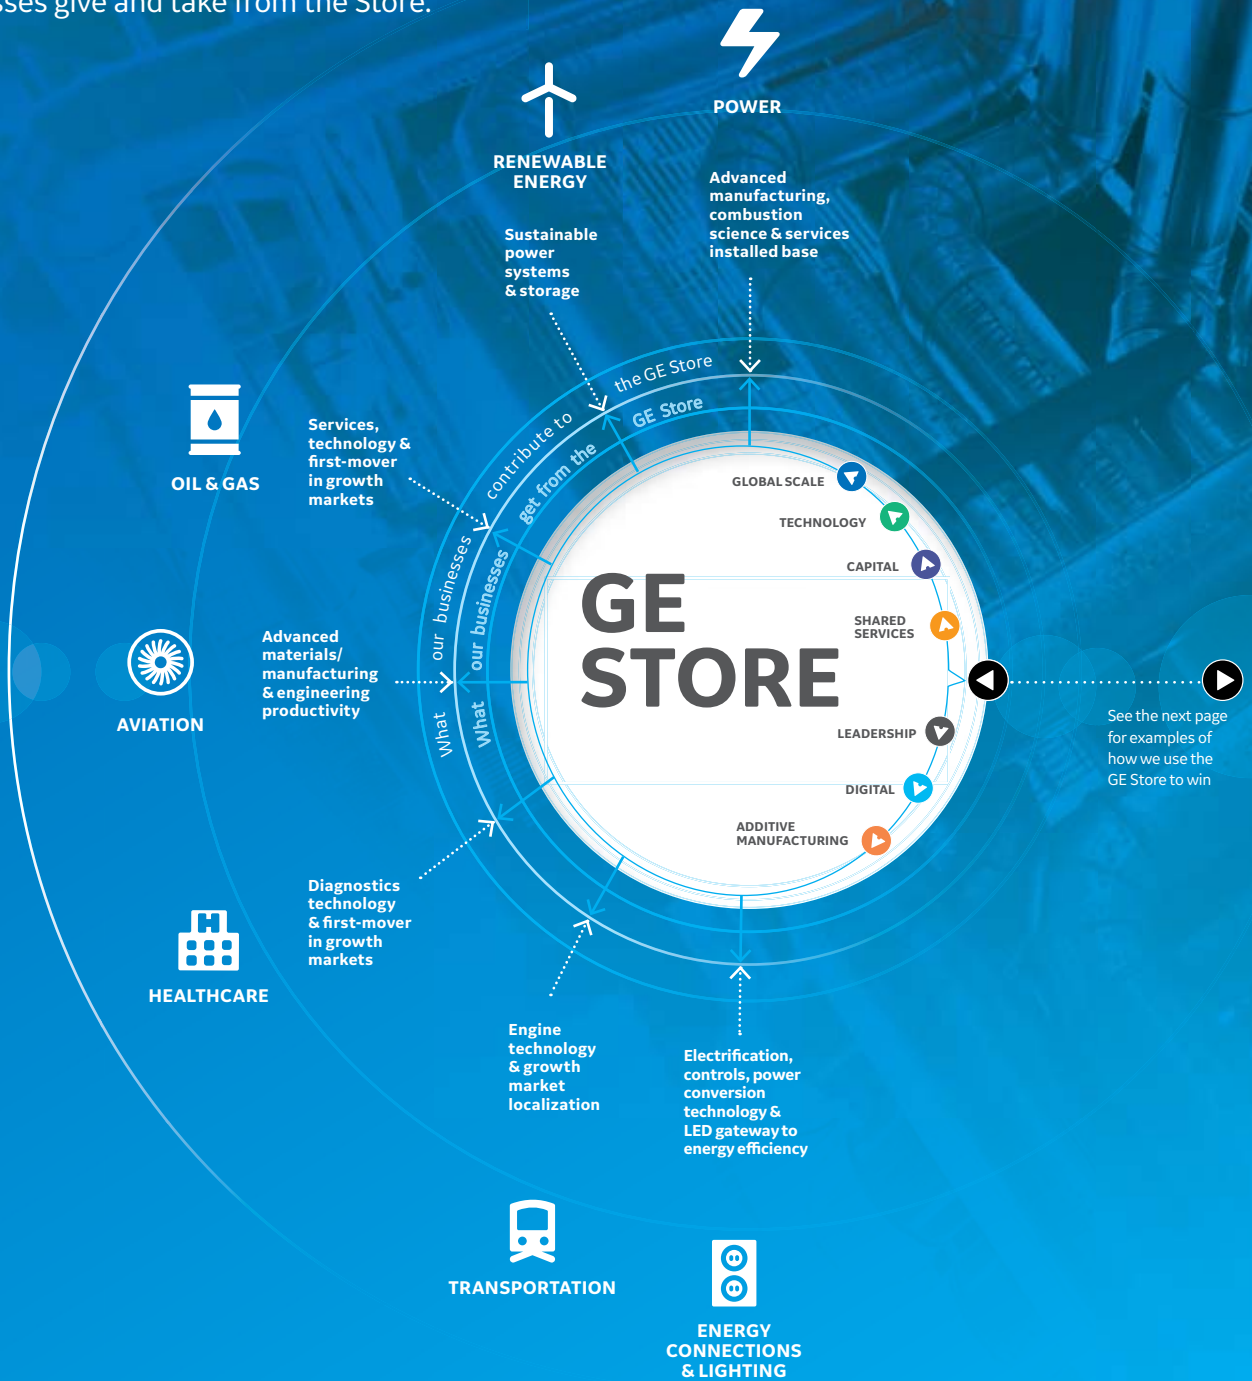 sses give and take from the Store.
POWER
RENEWABLE
ENERGY
Advanced
manufacturing,
combustion
science & services
installed base
Sustainable
power
systems
& storage
What our businesses contribute to the GE Store
What our businesses get from the GE Store
OIL & GAS
Services,
technology &
first-mover
in growth
markets
GLOBAL SCALE
TECHNOLOGY
CAPITAL
SHARED
SERVICES
GE
STORE
LEADERSHIP
DIGITAL
ADDITIVE
MANUFACTURING
See the next page
for examples of
how we use the
GE Store to win
AVIATION
Advanced
materials/
manufacturing
& engineering
productivity
HEALTHCARE
Diagnostics
technology
& first-mover
in growth
markets
Engine
technology
& growth
market
localization
Electrification,
controls, power
conversion
technology &
LED gateway to
energy efficiency
TRANSPORTATION
ENERGY
CONNECTIONS
& LIGHTING